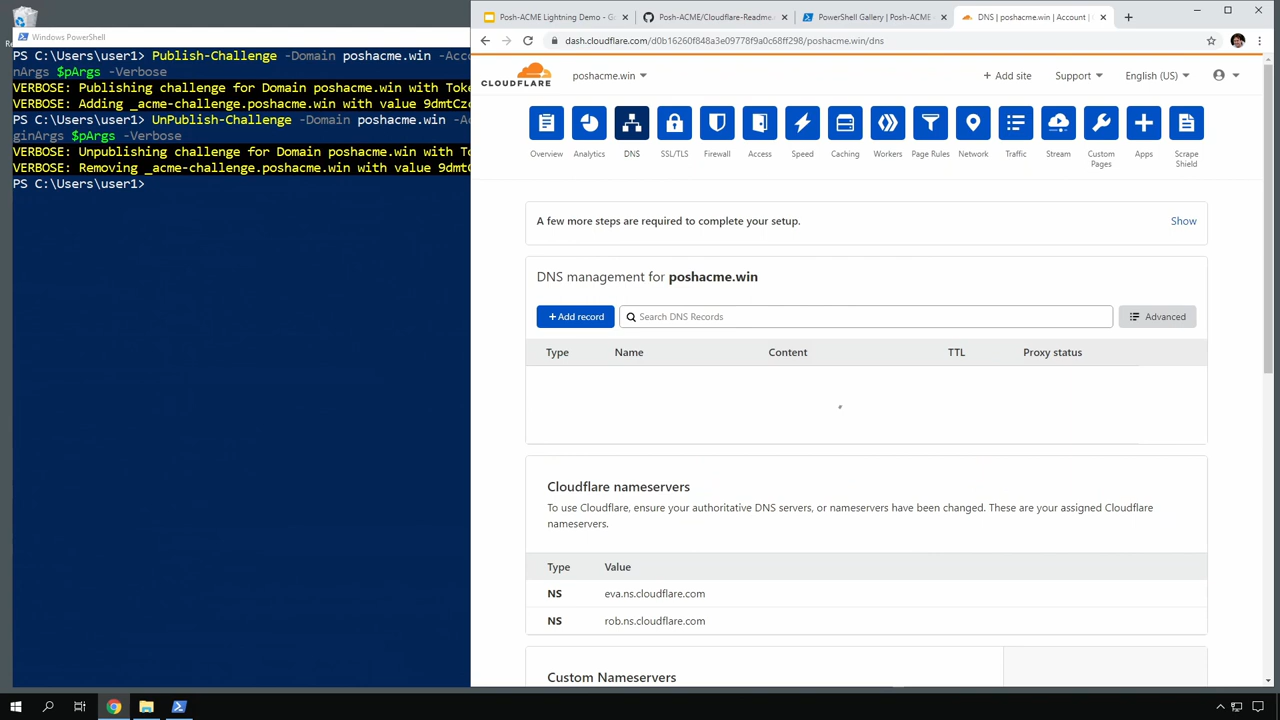 Windows PowerShell
PS C:\Users\user1> Publish-Challenge -Domain poshacme.win -Acco
nArgs $pArgs -Verbose
VERBOSE: Publishing challenge for Domain poshacme.win with Toke
VERBOSE: Adding _acme-challenge.poshacme.win with value 9dmtCzc
PS C:\Users\user1> UnPublish-Challenge -Domain poshacme.win -A
ginArgs $pArgs -Verbose
VERBOSE: Unpublishing challenge for Domain poshacme.win with T
VERBOSE: Removing _acme-challenge.poshacme.win with value 9dmt
PS C:\Users\user1>
Posh-ACME Lightning Demo - Go
Posh-ACME/Cloudflare-Readme
PowerShell Gallery | Posh-ACME
DNS | poshacme.win | Account |
dash.cloudflare.com/d0b16260f848a3e09778f9a0c68ff298/poshacme.win/dns
CLOUDFLARE
poshacme.win
Add site
Support
English (US)
Overview
Analytics
DNS
SSL/TLS
Firewall
Access
Speed
Caching
Workers
Page Rules
Network
Traffic
Stream
Custom Pages
Apps
Scrape Shield
A few more steps are required to complete your setup.
Show
DNS management for poshacme.win
+ Add record
Search DNS Records
Advanced
Type Name Content TTL Proxy status
Cloudflare nameservers
To use Cloudflare, ensure your authoritative DNS servers, or nameservers have been changed. These are your assigned Cloudflare
nameservers.
Type Value
NS eva.ns.cloudflare.com
NS rob.ns.cloudflare.com
Custom Nameservers